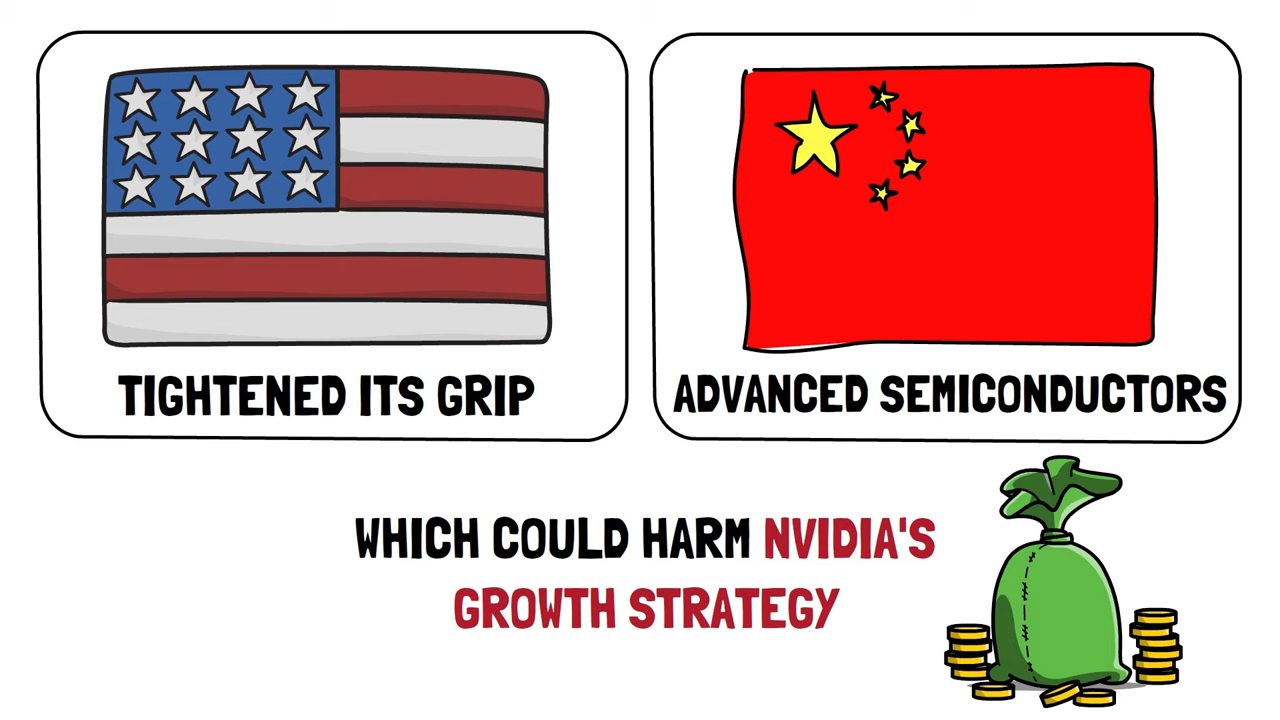 TIGHTENED ITS GRIP
ADVANCED SEMICONDUCTORS
WHICH COULD HARM NVIDIA'S
GROWTH STRATEGY